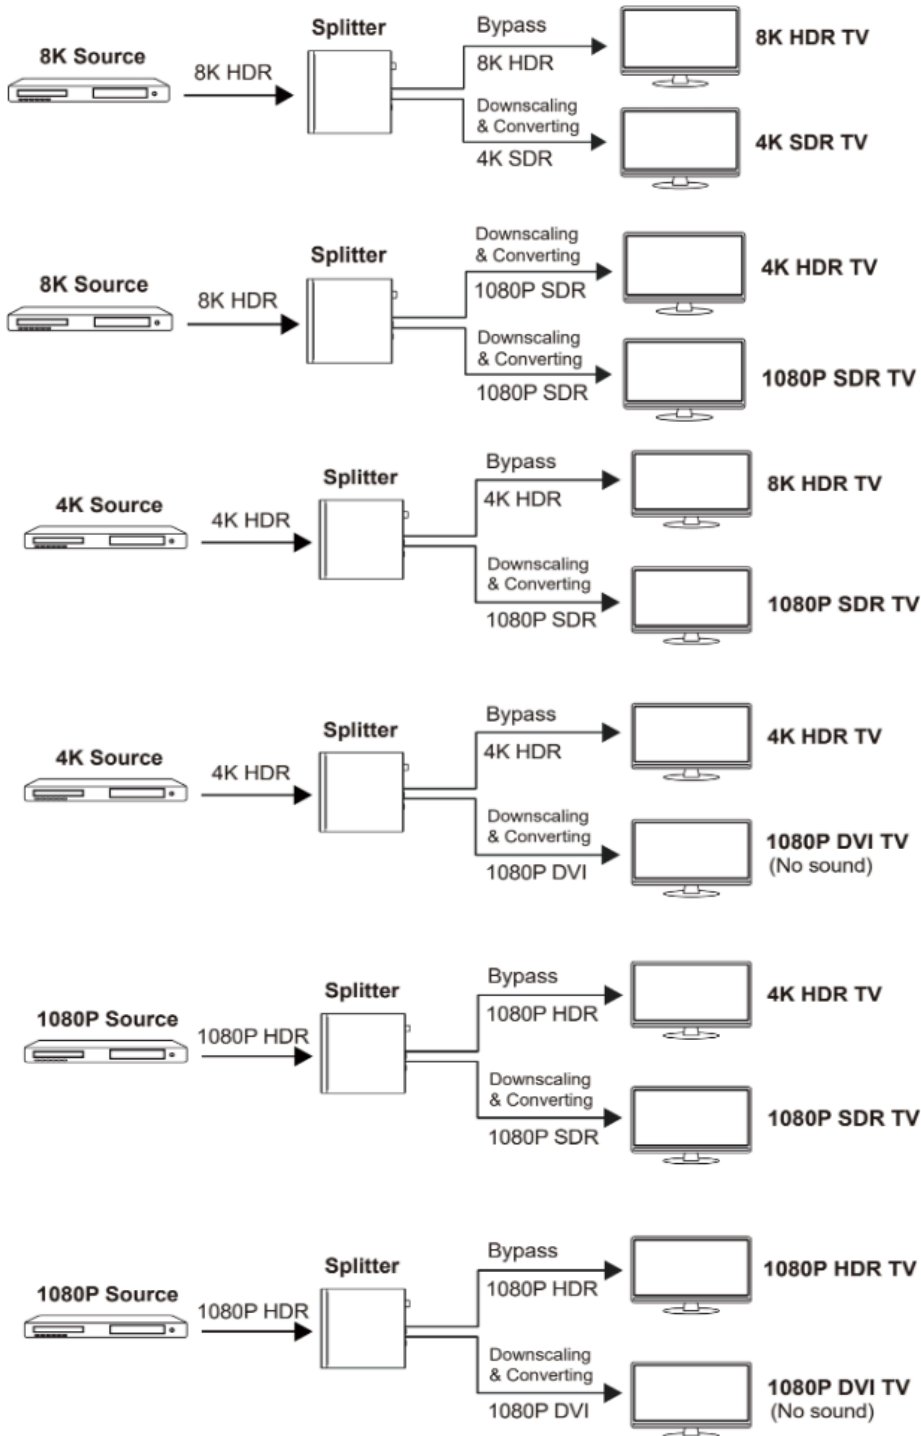 8K Source
8K HDR
Splitter
Bypass
8K HDR
8K HDR TV
Downscaling
& Converting
4K SDR
4K SDR TV
8K Source
8K HDR
Splitter
Downscaling
& Converting
1080P SDR
4K HDR TV
Downscaling
& Converting
1080P SDR
1080P SDR TV
4K Source
4K HDR
Splitter
Bypass
4K HDR
8K HDR TV
Downscaling
& Converting
1080P SDR
1080P SDR TV
4K Source
4K HDR
Splitter
Bypass
4K HDR
4K HDR TV
Downscaling
& Converting
1080P DVI
1080P DVI TV
(No sound)
1080P Source
1080P HDR
Splitter
Bypass
1080P HDR
4K HDR TV
Downscaling
& Converting
1080P SDR
1080P SDR TV
1080P Source
1080P HDR
Splitter
Bypass
1080P HDR
1080P HDR TV
Downscaling
& Converting
1080P DVI
1080P DVI TV
(No sound)